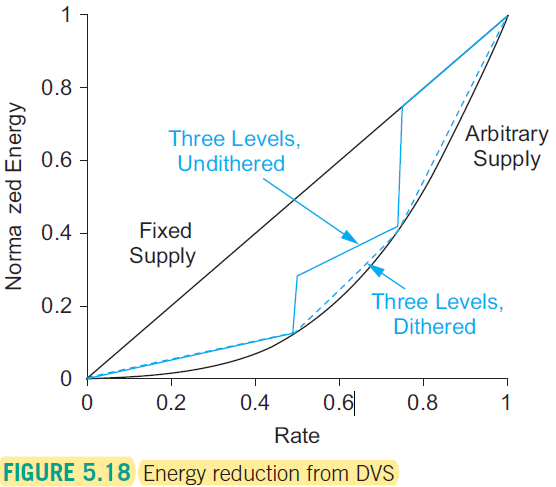 1
0.8
0.6
0.4
0.2
0
Norma zed Energy
Three Levels,
Undithered
Arbitrary
Supply
Fixed
Supply
Three Levels,
Dithered
0 0.2 0.4 0.6 0.8 1
Rate
FIGURE 5.18 Energy reduction from DVS